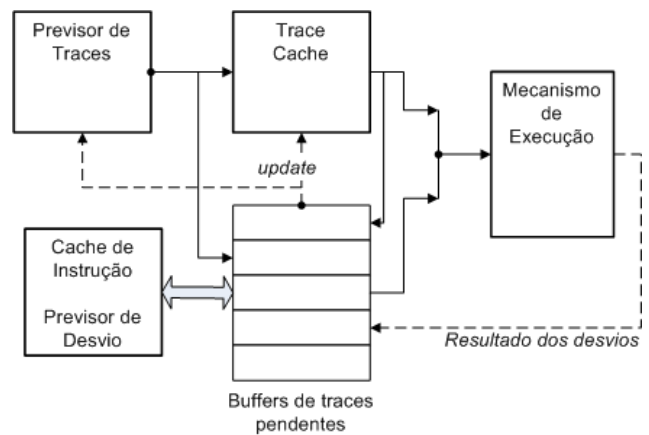 Previsor de
Traces
Trace
Cache
Mecanismo
de
Execução
update
Cache de
Instrução
Previsor de
Desvio
Resultado dos desvios
Buffers de traces
pendentes